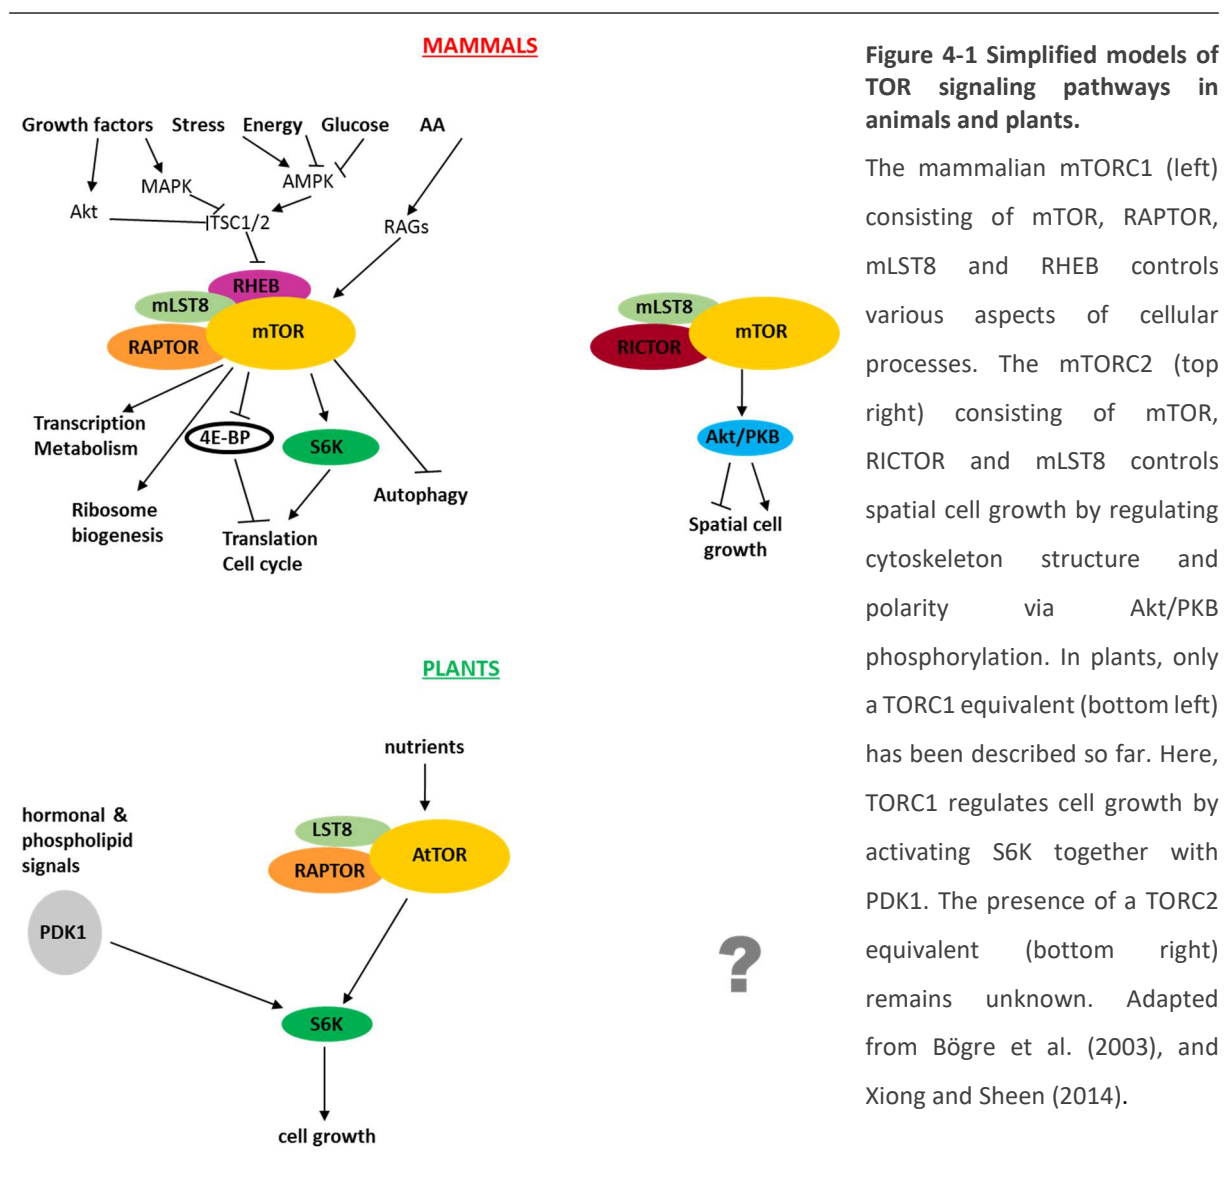 MAMMALS
Growth factors Stress Energy Glucose AA
MAPK
AMPK
Akt
TSC1/2
RAGs
RHEB
mLST8
mTOR
RAPTOR
Transcription
Metabolism
4E-BP
S6K
Autophagy
Ribosome
biogenesis
Translation
Cell cycle
mLST8
mTOR
RICTOR
Akt/PKB
Spatial cell
growth
PLANTS
nutrients
hormonal &
phospholipid
signals
LST8
AtTOR
RAPTOR
PDK1
?
S6K
cell growth
Figure 4-1 Simplified models of
TOR signaling pathways in
animals and plants.
The mammalian mTORC1 (left)
consisting of mTOR, RAPTOR,
mLST8 and RHEB controls
various aspects of cellular
processes. The mTORC2 (top
right) consisting of mTOR,
RICTOR and mLST8 controls
spatial cell growth by regulating
cytoskeleton structure and
polarity via Akt/PKB
phosphorylation. In plants, only
a TORC1 equivalent (bottom left)
has been described so far. Here,
TORC1 regulates cell growth by
activating S6K together with
PDK1. The presence of a TORC2
equivalent (bottom right)
remains unknown. Adapted
from Bögre et al. (2003), and
Xiong and Sheen (2014).